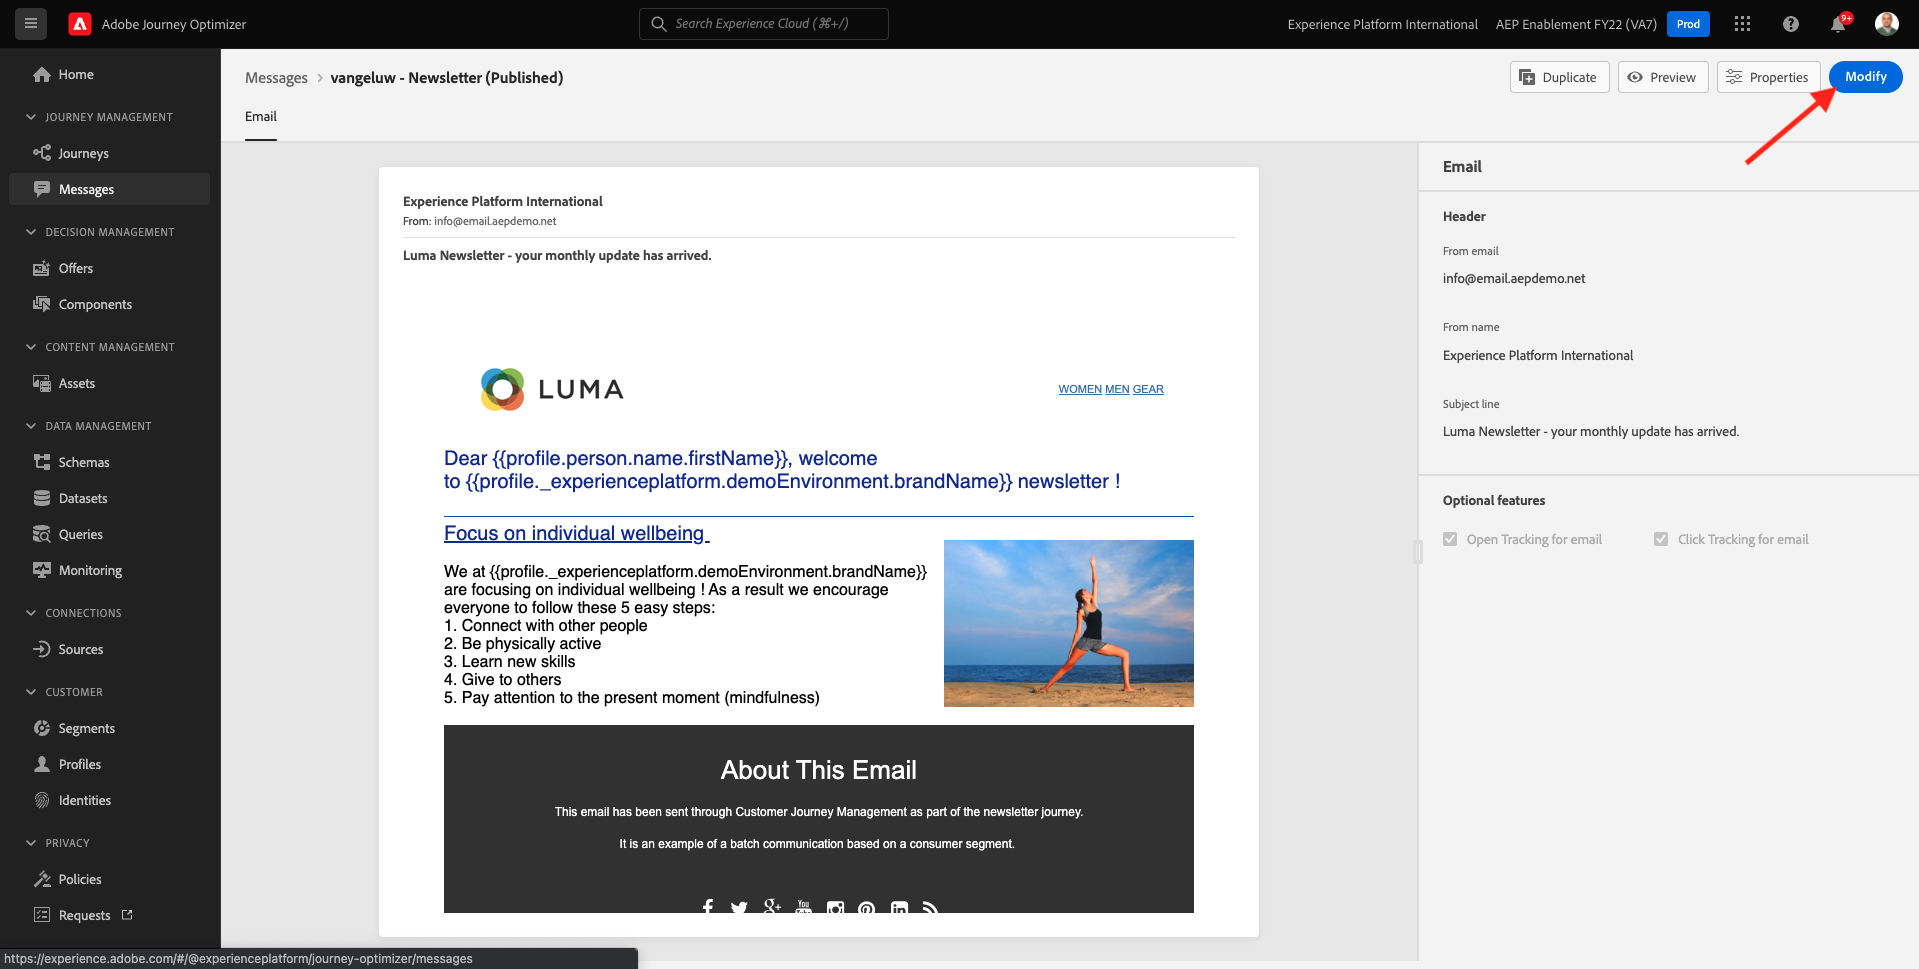 Adobe Journey Optimizer
Search Experience Cloud (⌘+/)
Experience Platform International
AEP Enablement FY22 (VA7)
Prod
9+
Home
JOURNEY MANAGEMENT
Journeys
Messages
DECISION MANAGEMENT
Offers
Components
CONTENT MANAGEMENT
Assets
DATA MANAGEMENT
Schemas
Datasets
Queries
Monitoring
CONNECTIONS
Sources
CUSTOMER
Segments
Profiles
Identities
PRIVACY
Policies
Requests
https://experience.adobe.com/#/@experienceplatform/journey-optimizer/messages
Messages > vangeluw - Newsletter (Published)
Duplicate
Preview
Properties
Modify
Email
Experience Platform International
From: info@email.aepdemo.net
Luma Newsletter - your monthly update has arrived.
LUMA
WOMEN MEN GEAR
Dear {{profile.person.name.firstName}}, welcome
to {{profile._experienceplatform.demoEnvironment.brandName}} newsletter !
Focus on individual wellbeing
We at {{profile._experienceplatform.demoEnvironment.brandName}}
are focusing on individual wellbeing ! As a result we encourage
everyone to follow these 5 easy steps:
1. Connect with other people
2. Be physically active
3. Learn new skills
4. Give to others
5. Pay attention to the present moment (mindfulness)
About This Email
This email has been sent through Customer Journey Management as part of the newsletter journey.
It is an example of a batch communication based on a consumer segment.
Email
Header
From email
info@email.aepdemo.net
From name
Experience Platform International
Subject line
Luma Newsletter - your monthly update has arrived.
Optional features
Open Tracking for email
Click Tracking for email